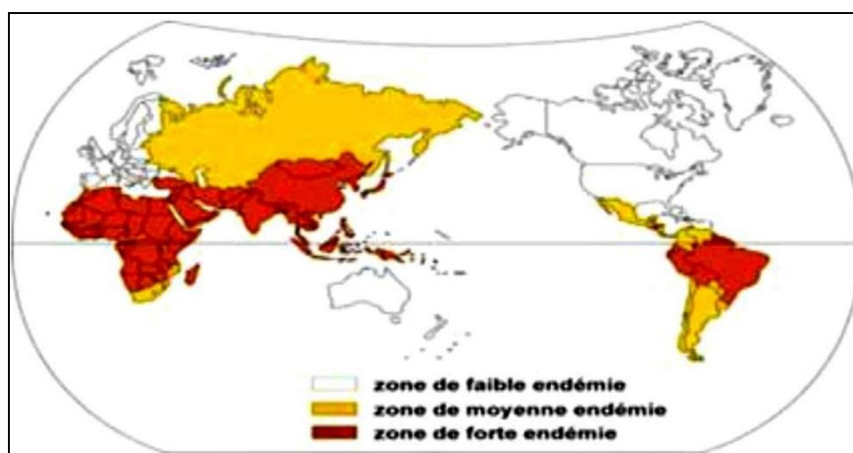 zone de faible endémie
zone de moyenne endémie
zone de forte endémie